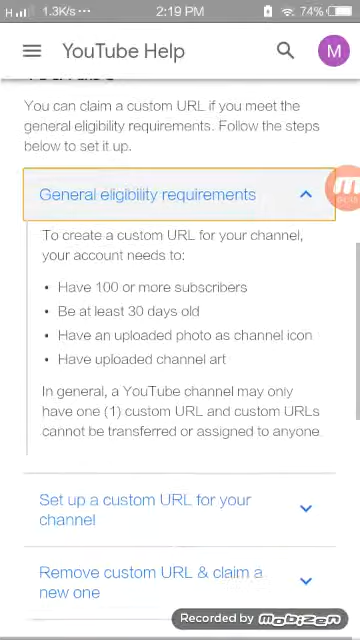 1.3K/s ••• 2:19 PM 74%
YouTube Help
M
You can claim a custom URL if you meet the
general eligibility requirements. Follow the steps
below to set it up.
General eligibility requirements
To create a custom URL for your channel,
your account needs to:
• Have 100 or more subscribers
• Be at least 30 days old
• Have an uploaded photo as channel icon
• Have uploaded channel art
In general, a YouTube channel may only
have one (1) custom URL and custom URLs
cannot be transferred or assigned to anyone.
Set up a custom URL for your
channel
Remove custom URL & claim a
new one
Recorded by MOBIZEN